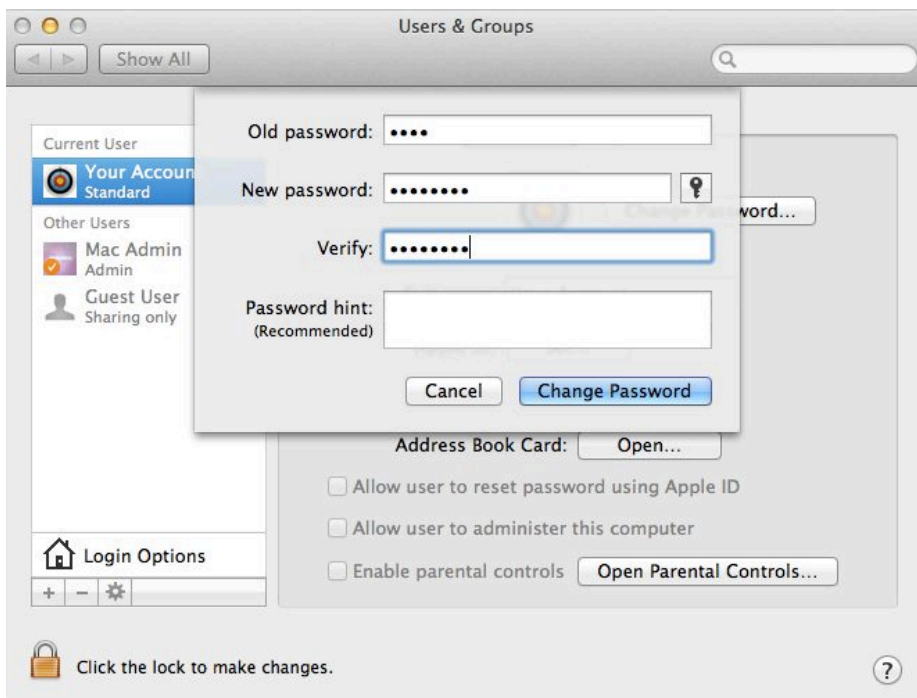 Users & Groups
Show All
Old password: ••••
Current User
Your Accoun
Standard
New password: ••••••••
word...
Other Users
Mac Admin
Admin
Verify: ••••••••
Guest User
Sharing only
Password hint:
(Recommended)
Cancel Change Password
Address Book Card: Open...
Allow user to reset password using Apple ID
Allow user to administer this computer
Login Options
Enable parental controls Open Parental Controls...
+ −
Click the lock to make changes. ?